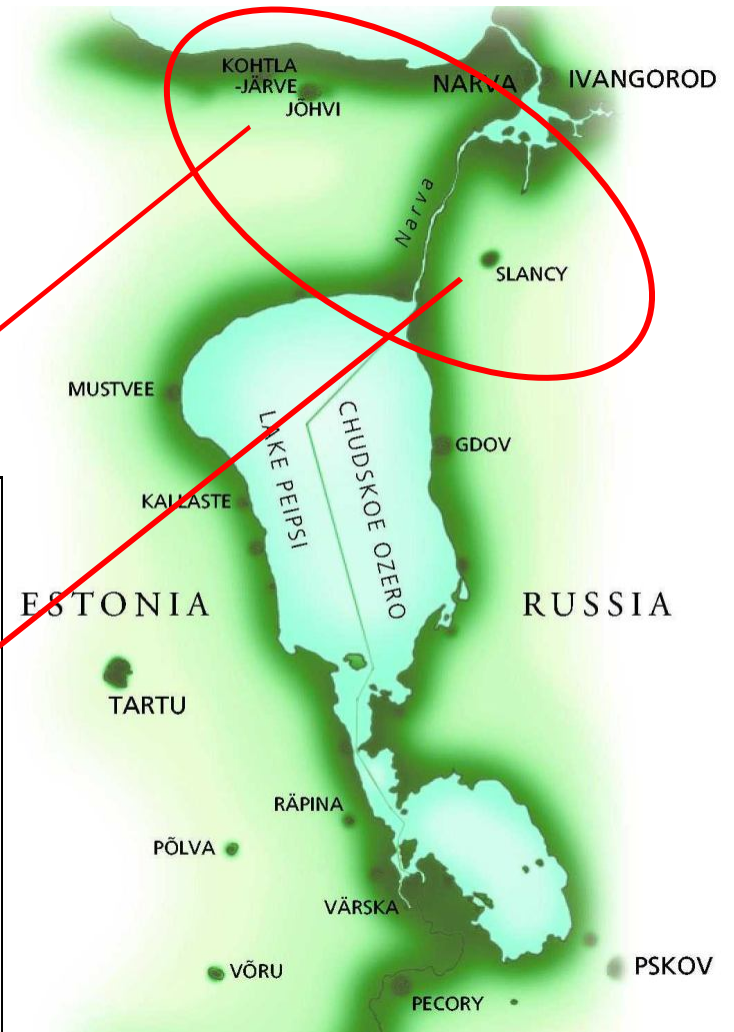 KOHTLA
-JÄRVE
JÕHVI
NARVA
IVANGOROD
Narva
SLANCY
MUSTVEE
LAKE PEIPSI
CHUDSKOE OZERO
GDOV
KALLASTE
ESTONIA
RUSSIA
TARTU
RÄPINA
PÕLVA
VÄRSKA
VÕRU
PSKOV
PECORY